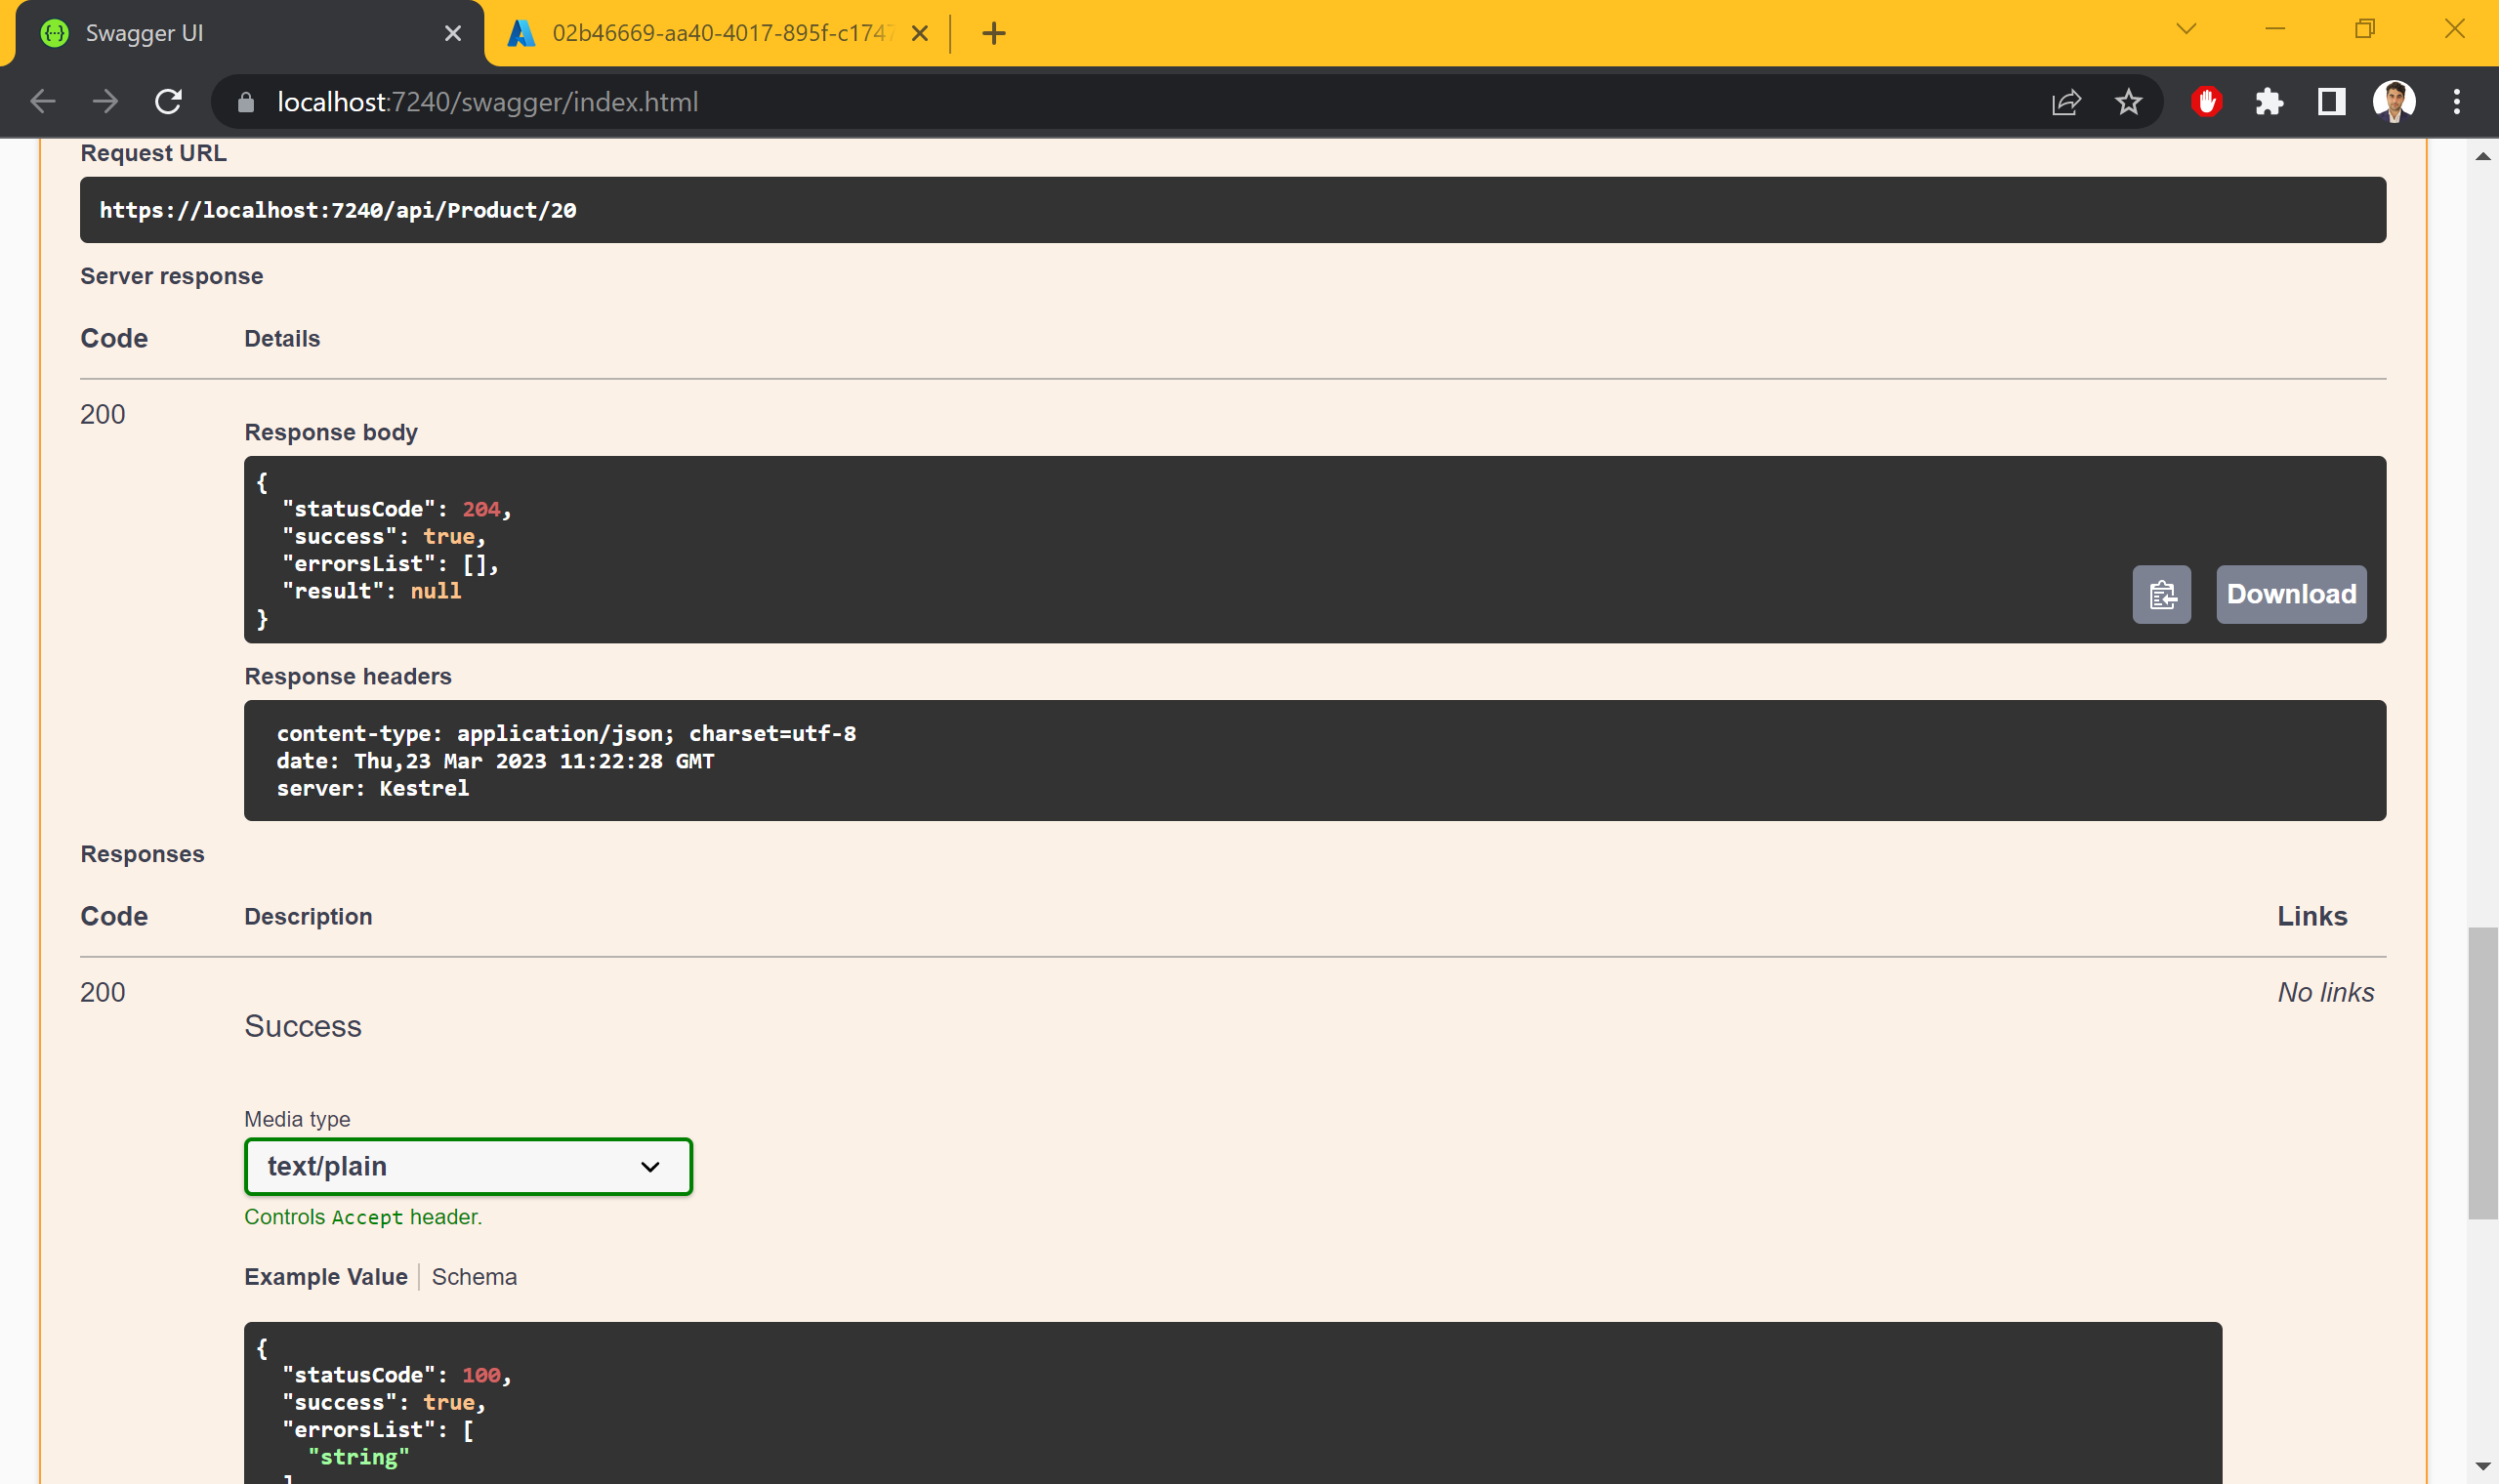 Swagger UI
02b46669-aa40-4017-895f-c1747
localhost:7240/swagger/index.html
Request URL
https://localhost:7240/api/Product/20
Server response
Code Details
200
Response body
{
"statusCode": 204,
"success": true,
"errorsList": [],
"result": null
}
Download
Response headers
content-type: application/json; charset=utf-8
date: Thu,23 Mar 2023 11:22:28 GMT
server: Kestrel
Responses
Code Description Links
200 No links
Success
Media type
text/plain
Controls Accept header.
Example Value Schema
{
"statusCode": 100,
"success": true,
"errorsList": [
"string"
]